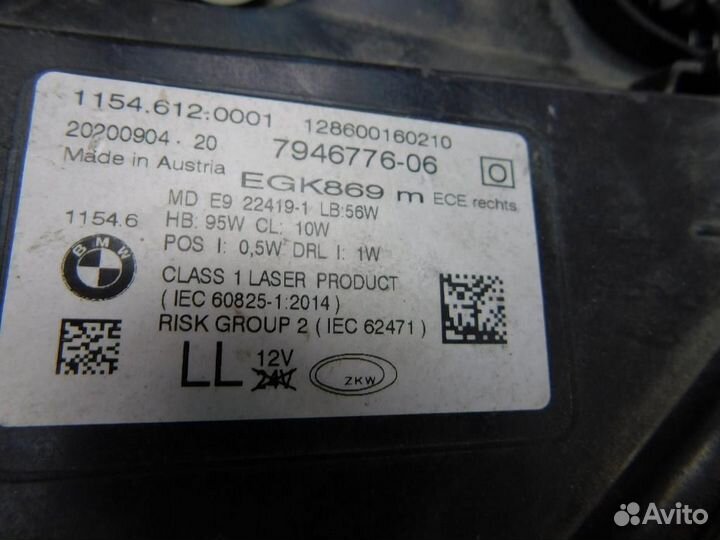 1154.612.0001 128600160210
20200904 · 20 7946776-06
Made in Austria EGK869 m ECE rechts
MD E9 22419-1 LB:56W
1154.6 HB: 95W CL: 10W
POS I: 0,5W DRL I: 1W
BMW
CLASS 1 LASER PRODUCT
( IEC 60825-1:2014 )
RISK GROUP 2 ( IEC 62471 )
LL 12V
24V ZKW
Avito